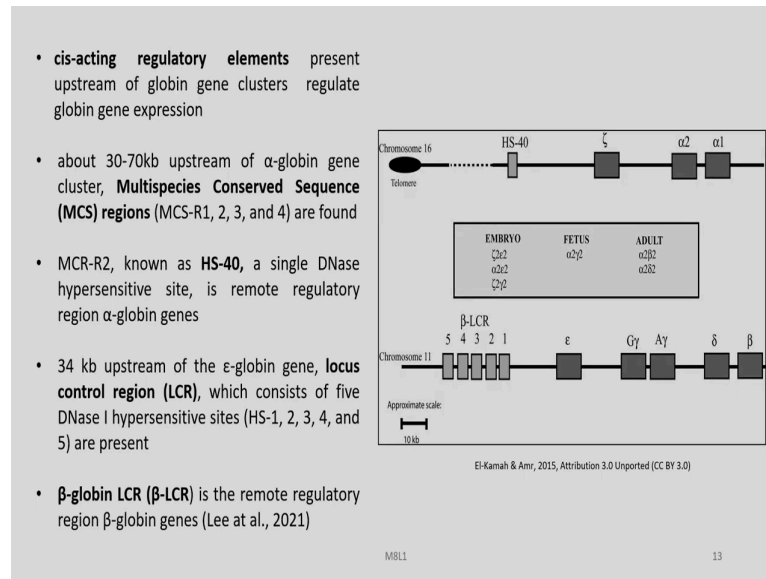 • cis-acting regulatory elements present
upstream of globin gene clusters regulate
globin gene expression
• about 30-70kb upstream of α-globin gene
cluster, Multispecies Conserved Sequence
(MCS) regions (MCS-R1, 2, 3, and 4) are found
• MCR-R2, known as HS-40, a single DNase
hypersensitive site, is remote regulatory
region α-globin genes
• 34 kb upstream of the ε-globin gene, locus
control region (LCR), which consists of five
DNase I hypersensitive sites (HS-1, 2, 3, 4, and
5) are present
• β-globin LCR (β-LCR) is the remote regulatory
region β-globin genes (Lee at al., 2021)
Chromosome 16 HS-40 ζ α2 α1
Telomere
EMBRYO FETUS ADULT
ζ2ε2 α2γ2 α2β2
α2ε2 α2δ2
ζ2γ2
β-LCR
5 4 3 2 1 ε Gγ Aγ δ β
Chromosome 11
Approximate scale:
10 kb
El-Kamah & Amr, 2015, Attribution 3.0 Unported (CC BY 3.0)
M8L1 13